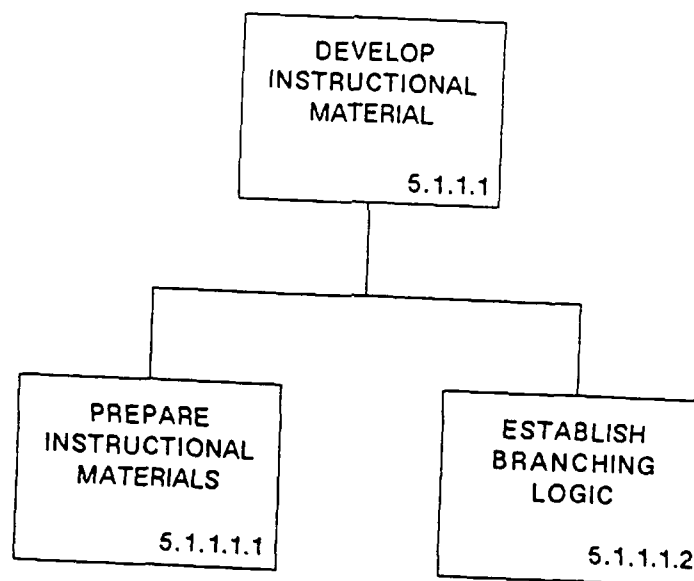 DEVELOP
INSTRUCTIONAL
MATERIAL
5.1.1.1
PREPARE
INSTRUCTIONAL
MATERIALS
5.1.1.1.1
ESTABLISH
BRANCHING
LOGIC
5.1.1.1.2